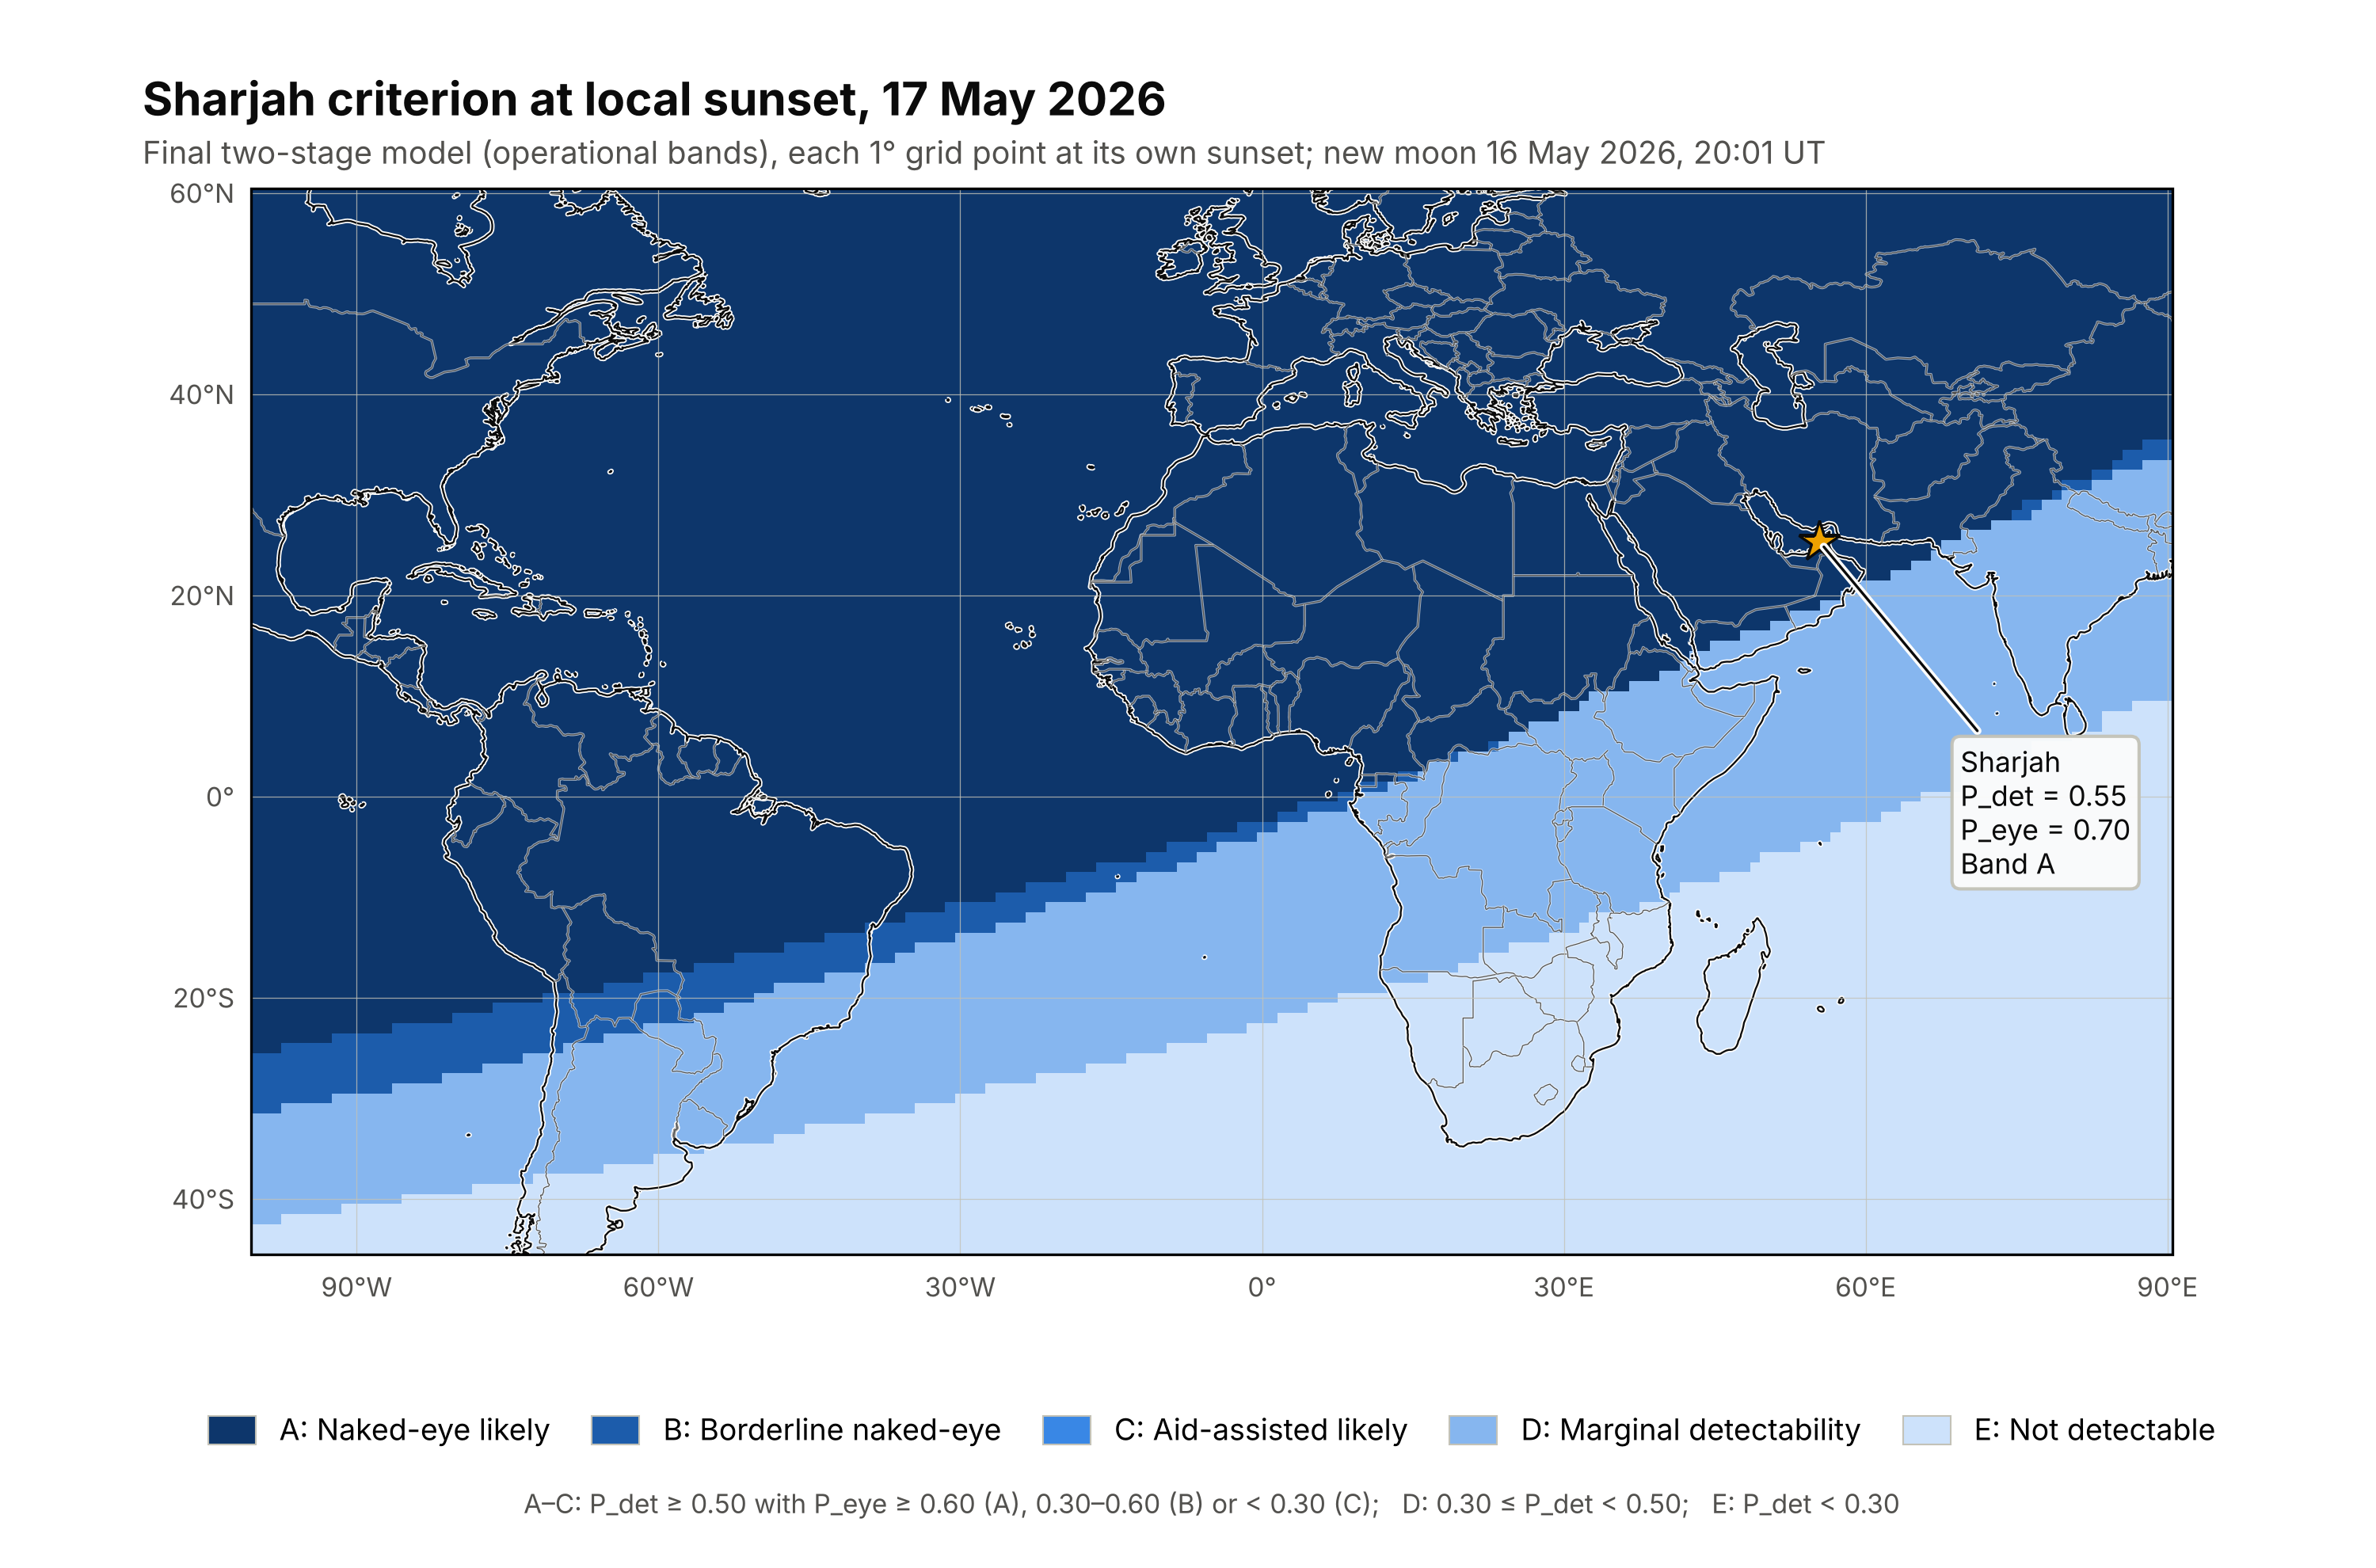 Sharjah criterion at local sunset, 17 May 2026
Final two-stage model (operational bands), each 1° grid point at its own sunset; new moon 16 May 2026, 20:01 UT
60°N
40°N
20°N
0°
20°S
40°S
Sharjah
P_det = 0.55
P_eye = 0.70
Band A
90°W 60°W 30°W 0° 30°E 60°E 90°E
A: Naked-eye likely B: Borderline naked-eye C: Aid-assisted likely D: Marginal detectability E: Not detectable
A–C: P_det ≥ 0.50 with P_eye ≥ 0.60 (A), 0.30–0.60 (B) or < 0.30 (C); D: 0.30 ≤ P_det < 0.50; E: P_det < 0.30